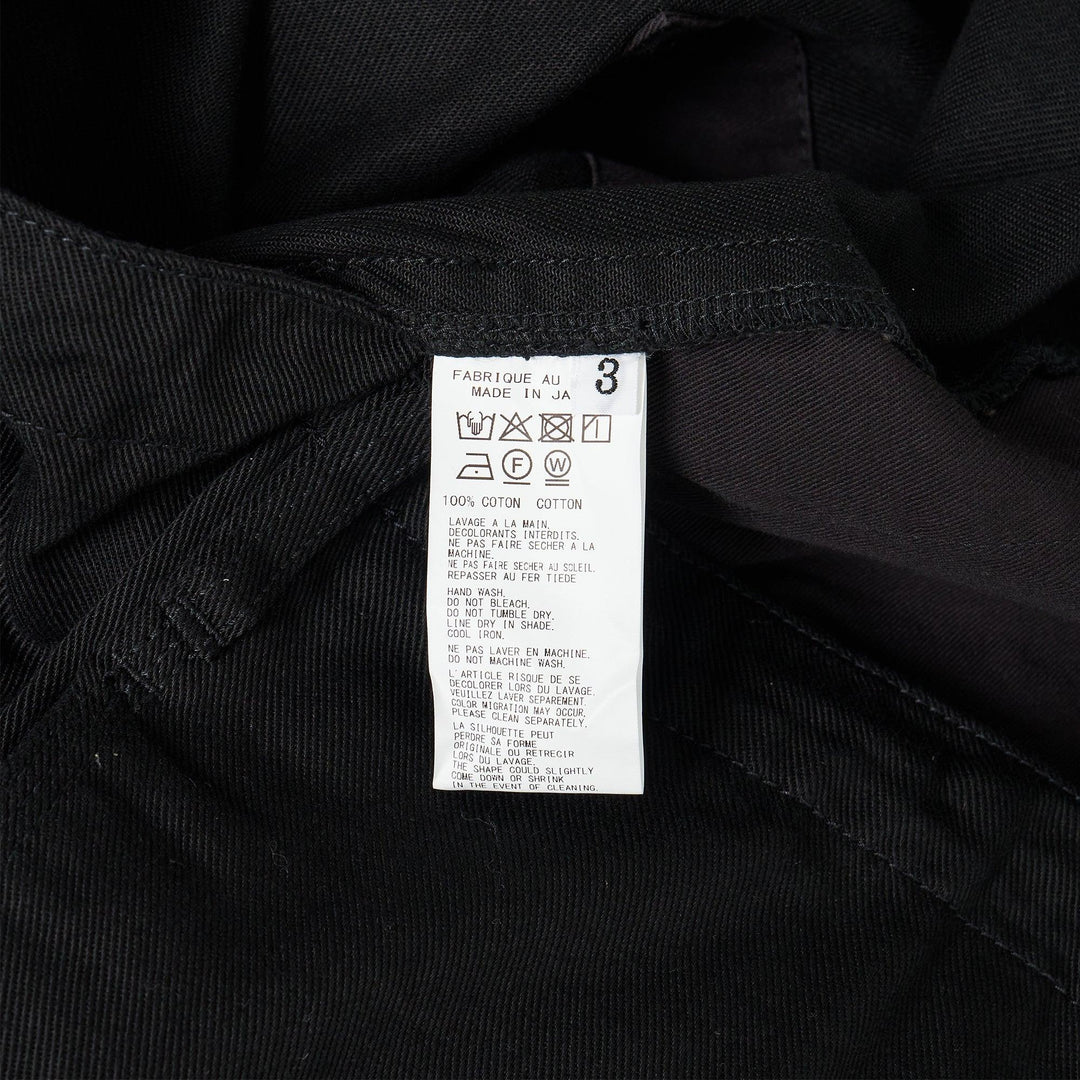 FABRIQUE AU
MADE IN JA
3
F W
100% COTON COTTON
LAVAGE A LA MAIN.
DECOLORANTS INTERDITS.
NE PAS FAIRE SECHER A LA
MACHINE.
NE PAS FAIRE SECHER AU SOLEIL.
REPASSER AU FER TIEDE
HAND WASH.
DO NOT BLEACH.
DO NOT TUMBLE DRY.
LINE DRY IN SHADE.
COOL IRON.
NE PAS LAVER EN MACHINE.
DO NOT MACHINE WASH.
L'ARTICLE RISQUE DE SE
DECOLORER LORS DU LAVAGE.
VEUILLEZ LAVER SEPAREMENT.
COLOR MIGRATION MAY OCCUR,
PLEASE CLEAN SEPARATELY.
LA SILHOUETTE PEUT
PERDRE SA FORME
ORIGINALE OU RETRECIR
LORS DU LAVAGE.
THE SHAPE COULD SLIGHTLY
COME DOWN OR SHRINK
IN THE EVENT OF CLEANING.